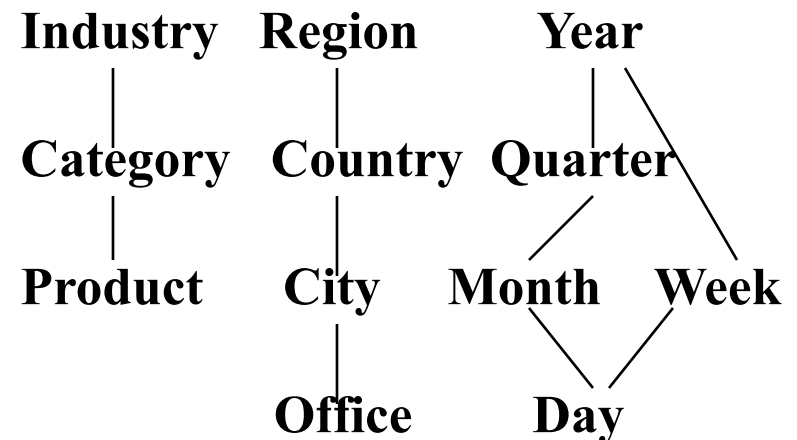 Industry Region Year
Category Country Quarter
Product City Month Week
Office Day